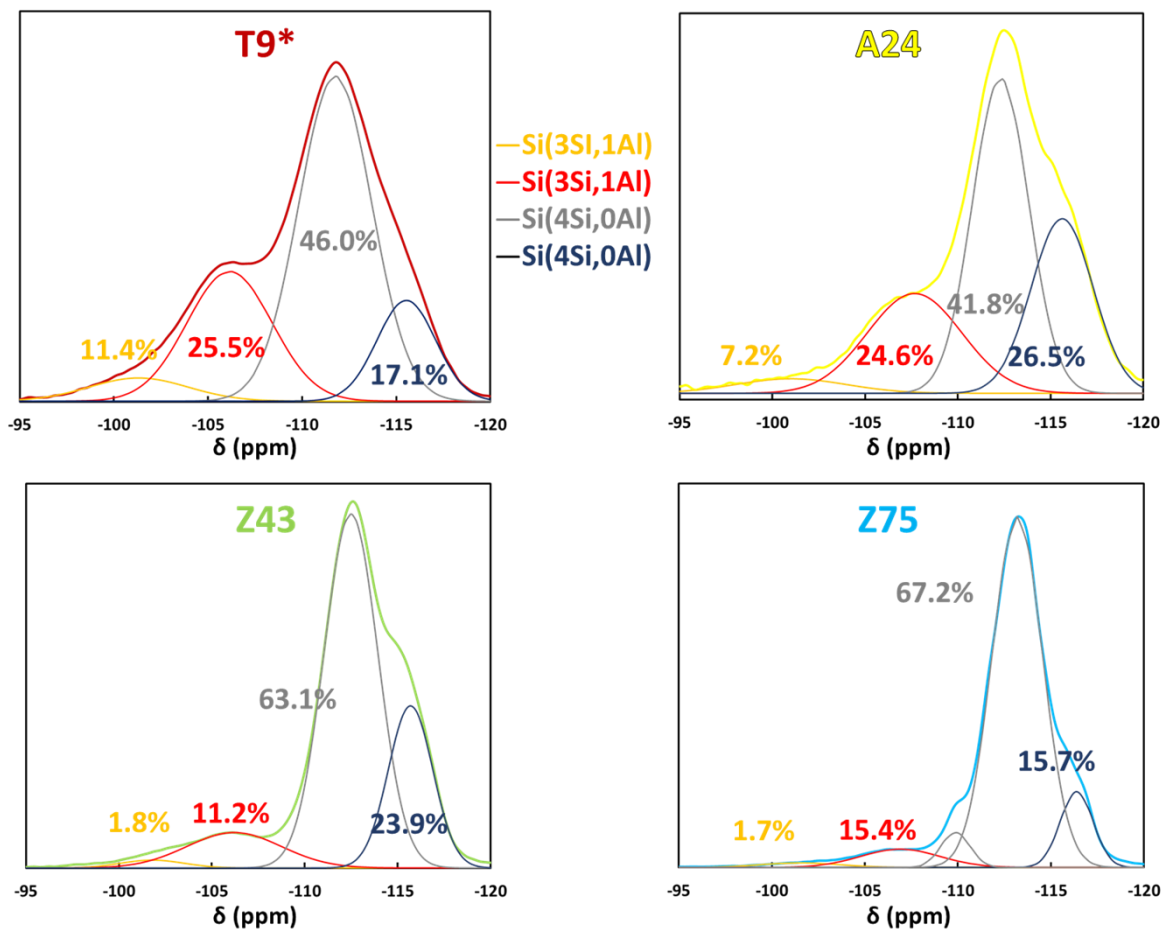 T9*
46.0%
11.4%
25.5%
17.1%
-95 -100 -105 -110 -115 -120
δ (ppm)
Si(3SI,1Al)
Si(3Si,1Al)
Si(4Si,0Al)
Si(4Si,0Al)
A24
41.8%
7.2%
24.6%
26.5%
-95 -100 -105 -110 -115 -120
δ (ppm)
Z43
63.1%
1.8%
11.2%
23.9%
-95 -100 -105 -110 -115 -120
δ (ppm)
Z75
67.2%
15.7%
1.7%
15.4%
-95 -100 -105 -110 -115 -120
δ (ppm)